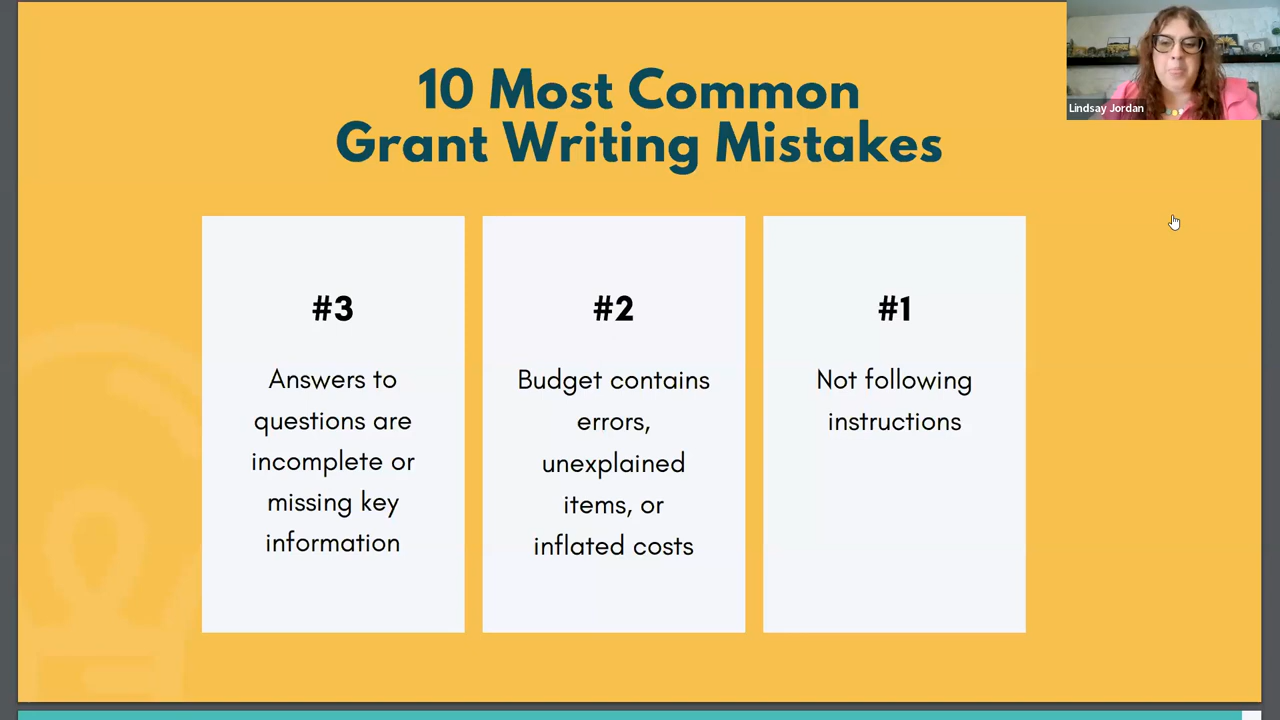 10 Most Common
Grant Writing Mistakes
Lindsay Jordan
#3
Answers to
questions are
incomplete or
missing key
information
#2
Budget contains
errors,
unexplained
items, or
inflated costs
#1
Not following
instructions